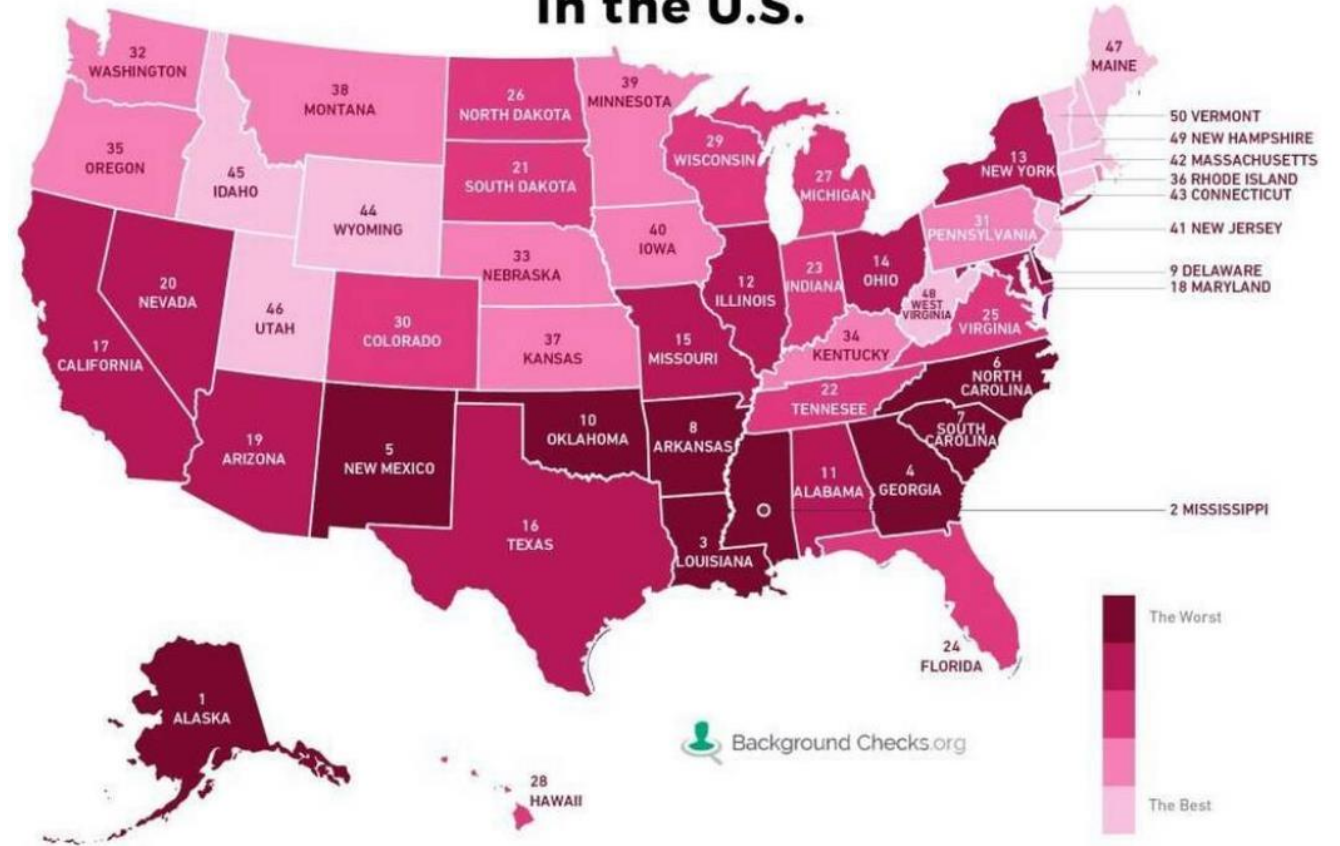 in the U.S.
32
WASHINGTON
38
MONTANA
26
NORTH DAKOTA
39
MINNESOTA
47
MAINE
35
OREGON
45
IDAHO
44
WYOMING
21
SOUTH DAKOTA
29
WISCONSIN
27
MICHIGAN
13
NEW YORK
50 VERMONT
49 NEW HAMPSHIRE
42 MASSACHUSETTS
36 RHODE ISLAND
43 CONNECTICUT
41 NEW JERSEY
9 DELAWARE
18 MARYLAND
20
NEVADA
46
UTAH
30
COLORADO
33
NEBRASKA
40
IOWA
12
ILLINOIS
23
INDIANA
14
OHIO
31
PENNSYLVANIA
48
WEST
VIRGINIA
25
VIRGINIA
17
CALIFORNIA
37
KANSAS
15
MISSOURI
34
KENTUCKY
6
NORTH
CAROLINA
22
TENNESEE
19
ARIZONA
5
NEW MEXICO
10
OKLAHOMA
8
ARKANSAS
7
SOUTH
CAROLINA
16
TEXAS
3
LOUISIANA
11
ALABAMA
4
GEORGIA
2 MISSISSIPPI
24
FLORIDA
1
ALASKA
28
HAWAII
Background Checks.org
The Worst
The Best